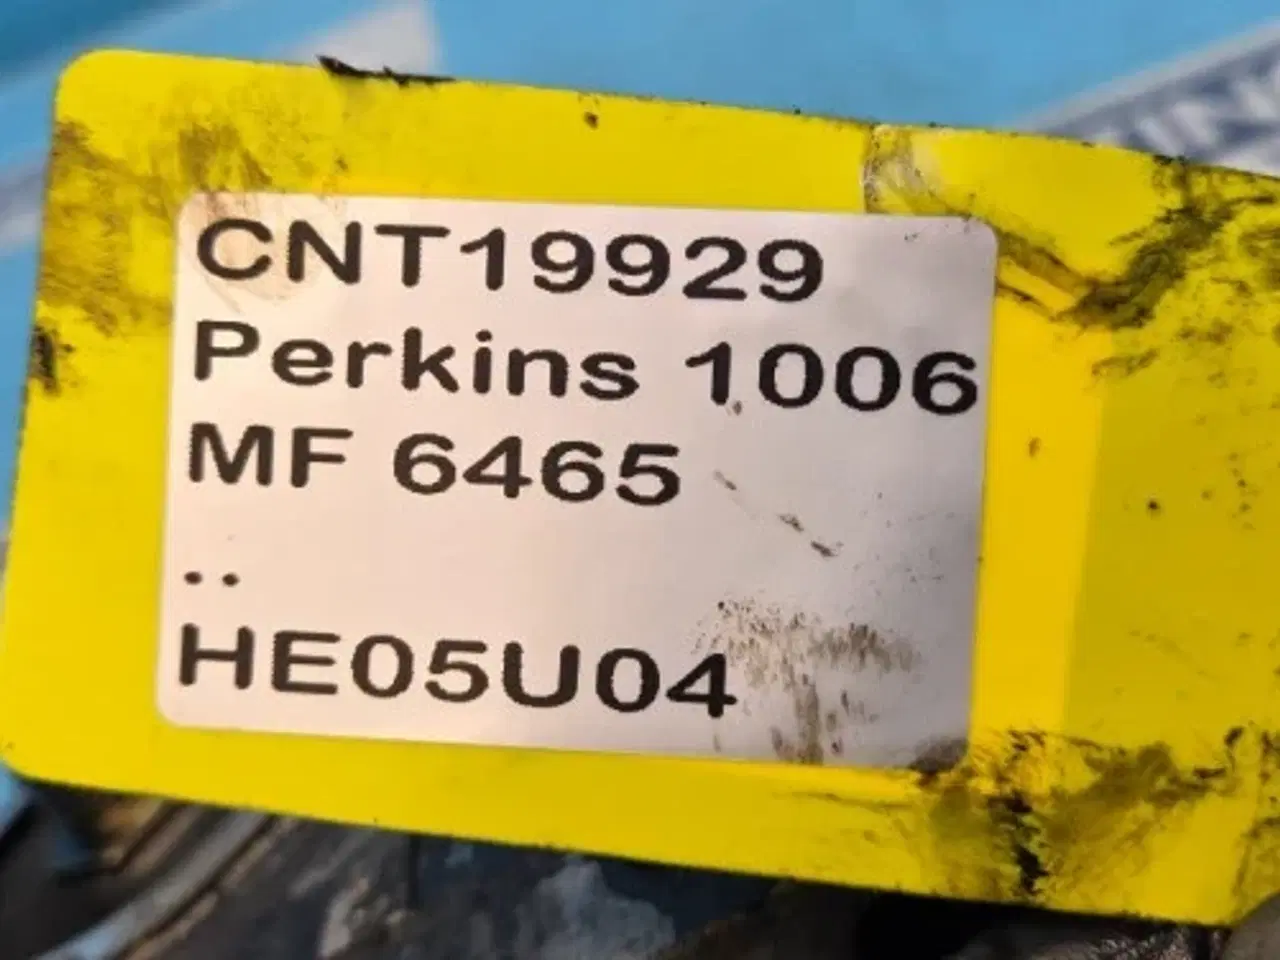 CNT19929
Perkins 1006
MF 6465
..
HE05U04